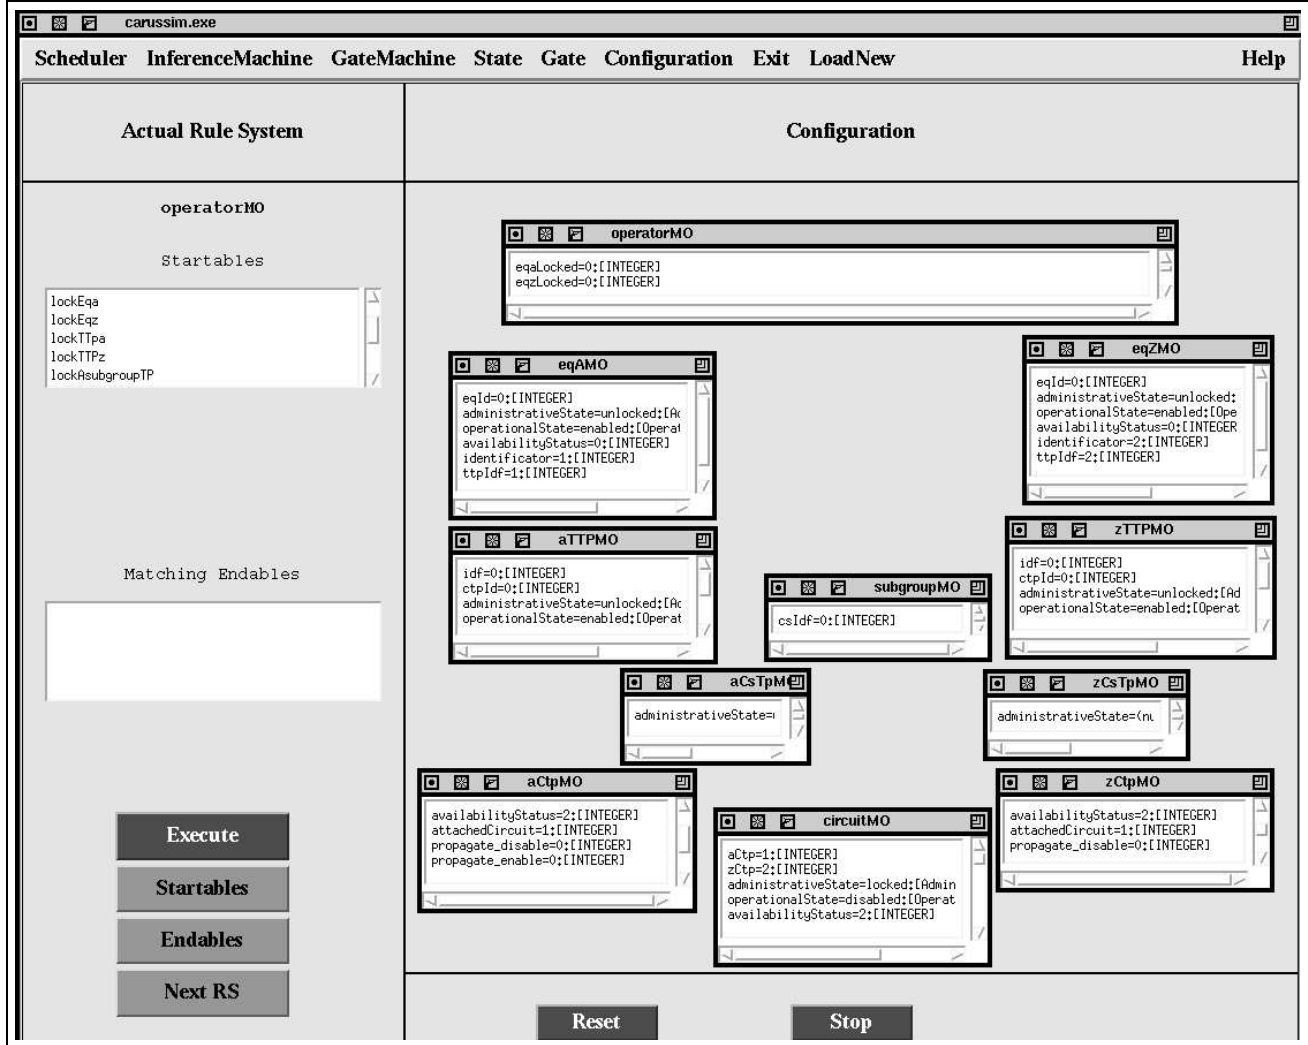 carussim.exe
Scheduler InferenceMachine GateMachine State Gate Configuration Exit LoadNew Help
Actual Rule System
Configuration
operatorMO
Startables
lockEqa
lockEqz
lockTTpa
lockTTPz
lockAsubgroupTP
Matching Endables
Execute
Startables
Endables
Next RS
operatorMO
eqaLocked=0:[INTEGER]
eqzLocked=0:[INTEGER]
eqAMO
eqId=0:[INTEGER]
administrativeState=unlocked:[Ad
operationalState=enabled:[Operat
availabilityStatus=0:[INTEGER]
identificator=1:[INTEGER]
ttpIdf=1:[INTEGER]
eqZMO
eqId=0:[INTEGER]
administrativeState=unlocked:
operationalState=enabled:[Ope
availabilityStatus=0:[INTEGER
identificator=2:[INTEGER]
ttpIdf=2:[INTEGER]
aTTPMO
idf=0:[INTEGER]
ctpId=0:[INTEGER]
administrativeState=unlocked:[Ad
operationalState=enabled:[Operat
subgroupMO
csIdf=0:[INTEGER]
zTTPMO
idf=0:[INTEGER]
ctpId=0:[INTEGER]
administrativeState=unlocked:[Ad
operationalState=enabled:[Operat
aCsTpMO
administrativeState=
zCsTpMO
administrativeState=(nu
aCtpMO
availabilityStatus=2:[INTEGER]
attachedCircuit=1:[INTEGER]
propagate_disable=0:[INTEGER]
propagate_enable=0:[INTEGER]
circuitMO
aCtp=1:[INTEGER]
zCtp=2:[INTEGER]
administrativeState=locked:[Admin
operationalState=disabled:[Operat
availabilityStatus=2:[INTEGER]
zCtpMO
availabilityStatus=2:[INTEGER]
attachedCircuit=1:[INTEGER]
propagate_disable=0:[INTEGER]
Reset
Stop